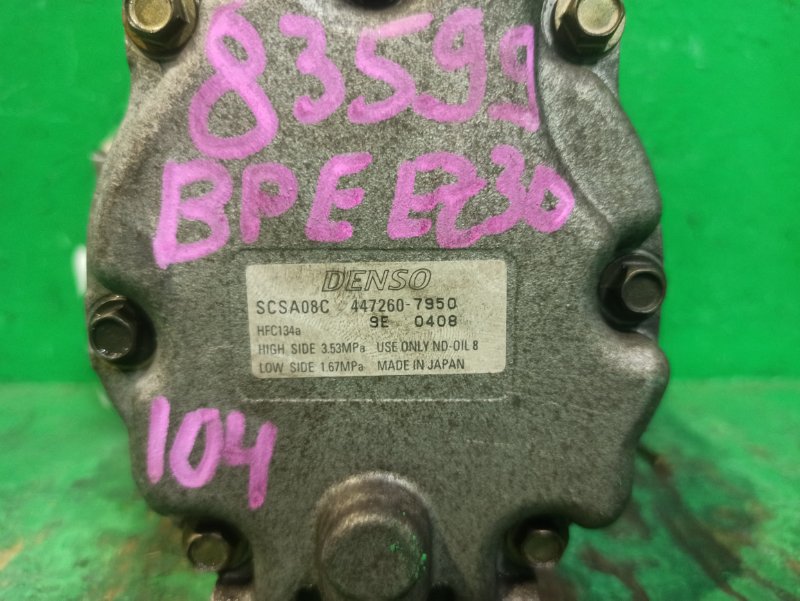 83599
BPE EZ30
DENSO
SCSA08C 447260-7950
9E 0408
HFC134a
HIGH SIDE 3.53MPa USE ONLY ND-OIL 8
LOW SIDE 1.67MPa MADE IN JAPAN
104